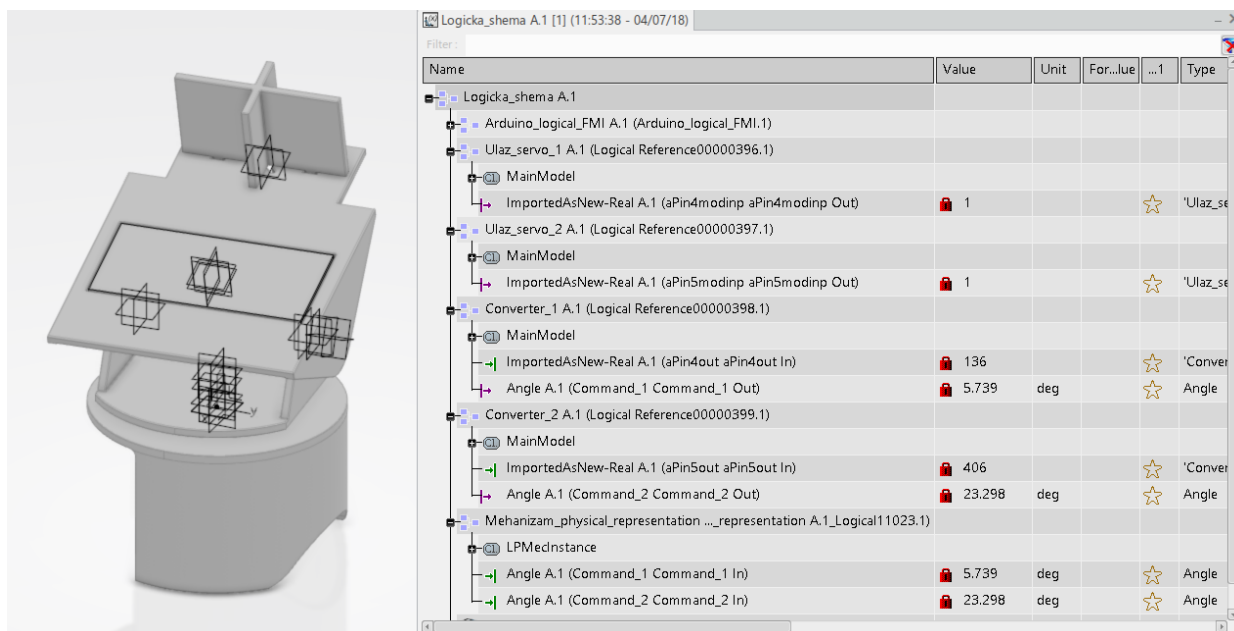 y
Logicka_shema A.1 [1] (11:53:38 - 04/07/18)
Filter :
Name Value Unit For...lue ...1 Type
Logicka_shema A.1
Arduino_logical_FMI A.1 (Arduino_logical_FMI.1)
Ulaz_servo_1 A.1 (Logical Reference00000396.1)
MainModel
ImportedAsNew-Real A.1 (aPin4modinp aPin4modinp Out) 1 'Ulaz_se
Ulaz_servo_2 A.1 (Logical Reference00000397.1)
MainModel
ImportedAsNew-Real A.1 (aPin5modinp aPin5modinp Out) 1 'Ulaz_se
Converter_1 A.1 (Logical Reference00000398.1)
MainModel
ImportedAsNew-Real A.1 (aPin4out aPin4out In) 136 'Conver
Angle A.1 (Command_1 Command_1 Out) 5.739 deg Angle
Converter_2 A.1 (Logical Reference00000399.1)
MainModel
ImportedAsNew-Real A.1 (aPin5out aPin5out In) 406 'Conver
Angle A.1 (Command_2 Command_2 Out) 23.298 deg Angle
Mehanizam_physical_representation ..._representation A.1_Logical11023.1)
LPMecInstance
Angle A.1 (Command_1 Command_1 In) 5.739 deg Angle
Angle A.1 (Command_2 Command_2 In) 23.298 deg Angle